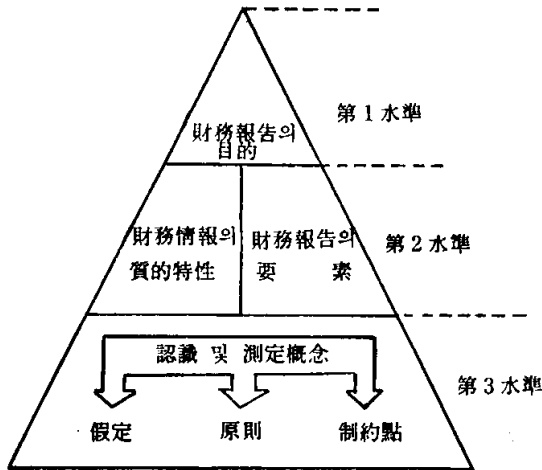 第1水準
財務報告의
目的
財務情報의
質的特性
財務報告의
要 素
第2水準
認識 및 測定概念
第3水準
假定 原則 制約點